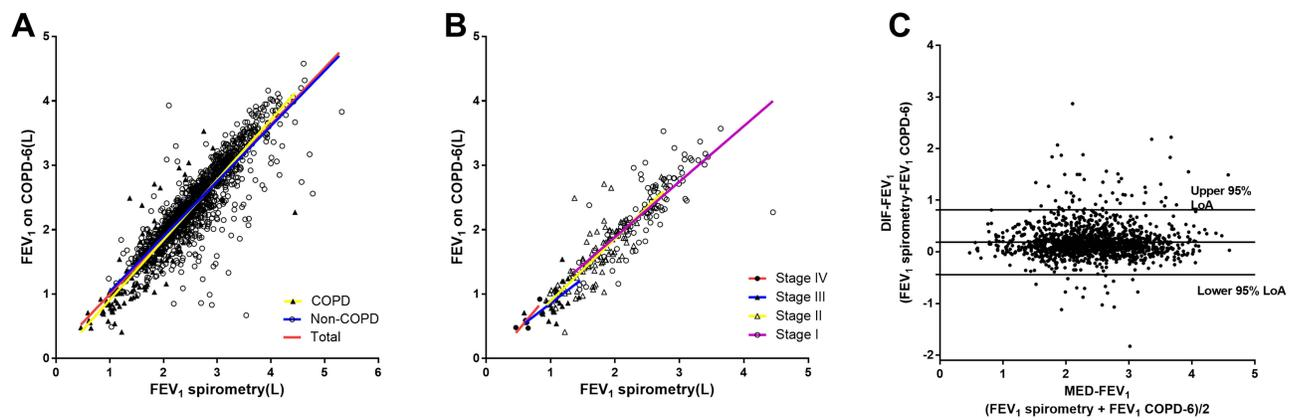 A
FEV1 on COPD-6(L)
5
4
3
2
1
0
0 1 2 3 4 5 6
FEV1 spirometry(L)
COPD
Non-COPD
Total
B
FEV1 on COPD-6(L)
5
4
3
2
1
0
0 1 2 3 4 5
FEV1 spirometry(L)
Stage IV
Stage III
Stage II
Stage I
C
DIF-FEV1
(FEV1 spirometry-FEV1 COPD-6)
4
3
2
1
0
-1
-2
0 1 2 3 4 5
Upper 95%
LoA
Lower 95% LoA
MED-FEV1
(FEV1 spirometry + FEV1 COPD-6)/2